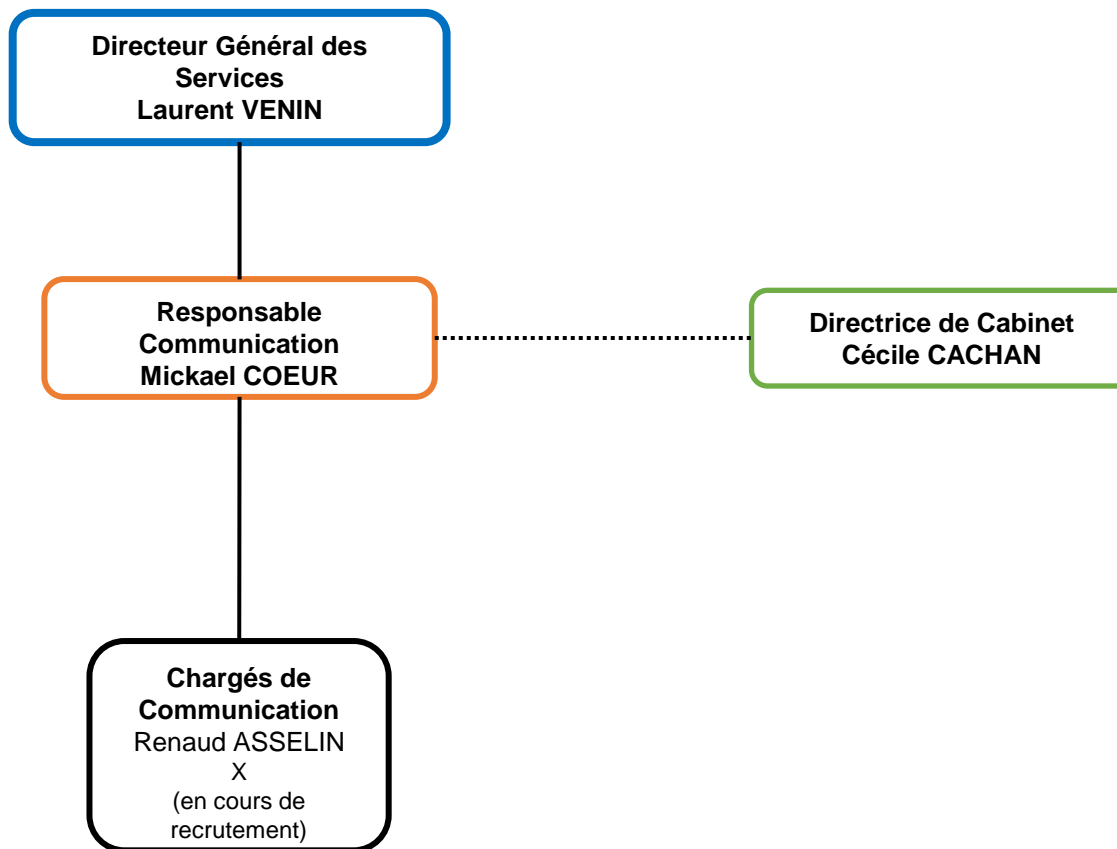 Directeur Général des
Services
Laurent VENIN
Responsable
Communication
Mickael COEUR
Directrice de Cabinet
Cécile CACHAN
Chargés de
Communication
Renaud ASSELIN
X
(en cours de
recrutement)